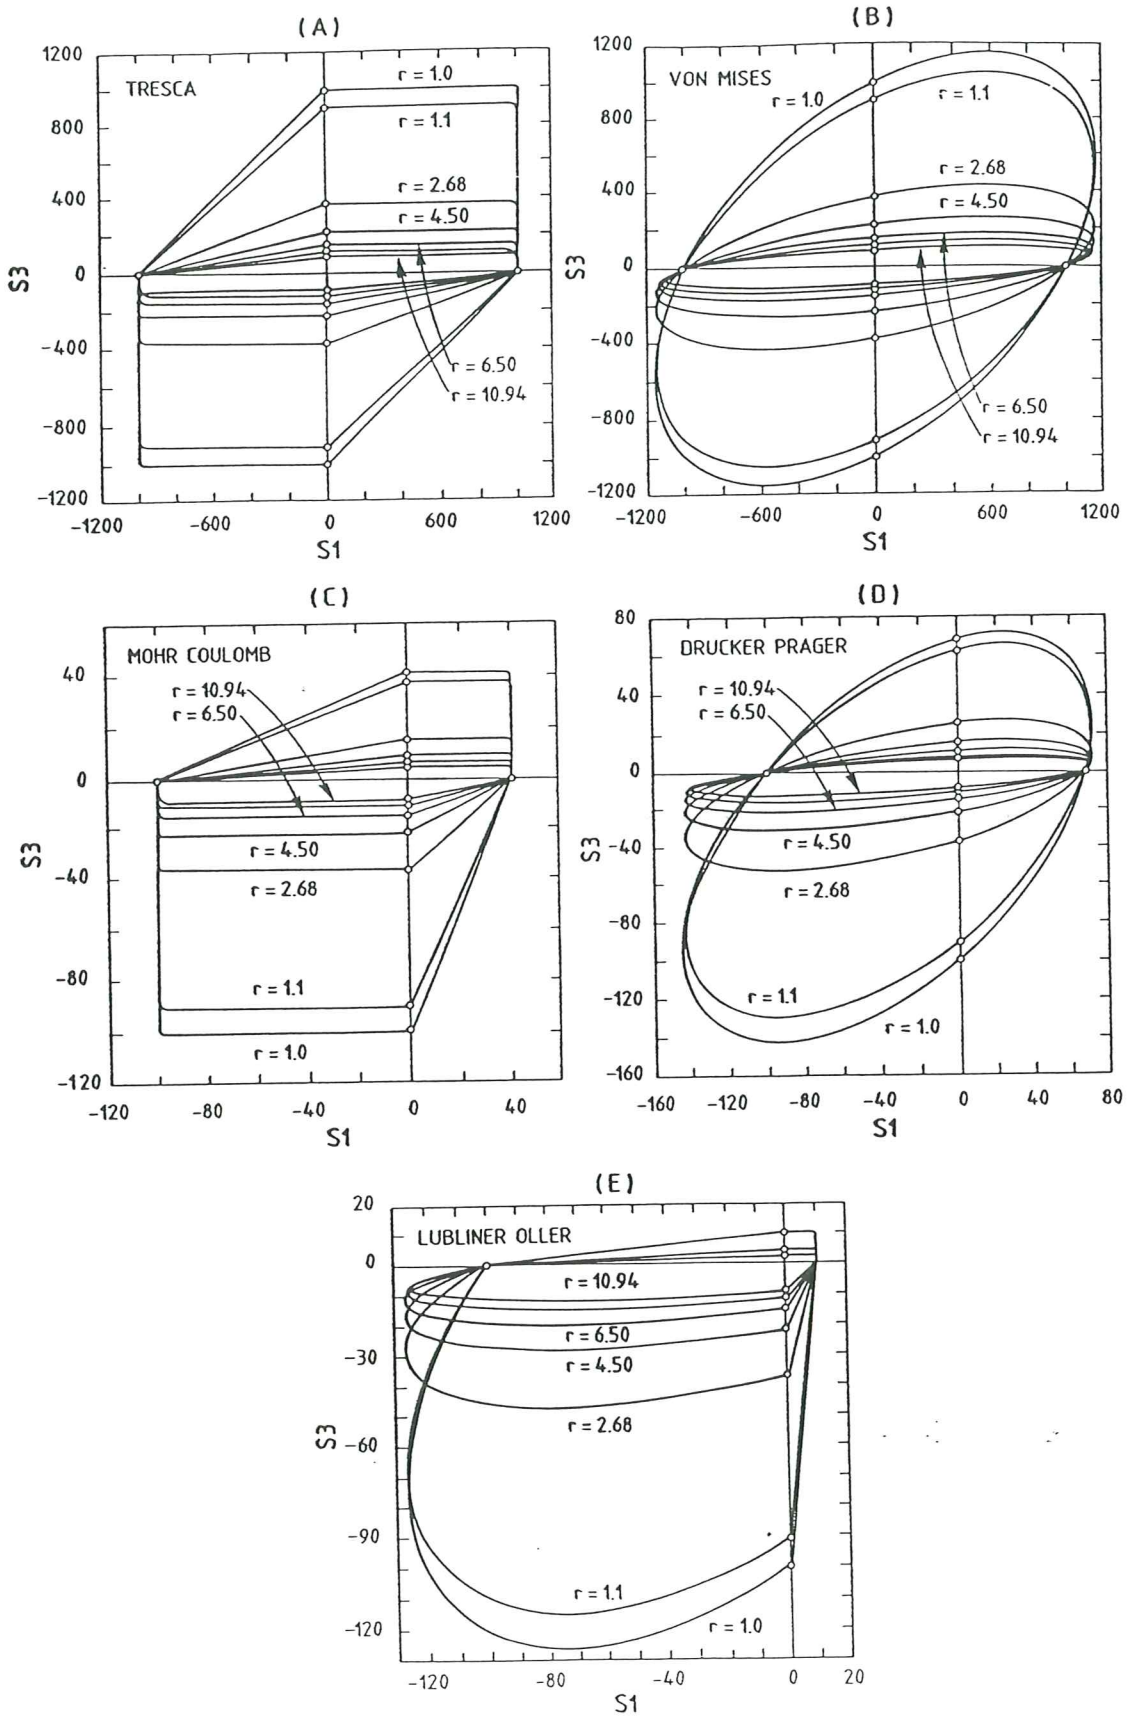 (A)
TRESCA
r = 1.0
r = 1.1
r = 2.68
r = 4.50
r = 6.50
r = 10.94
1200
800
400
0
-400
-800
-1200
S3
-1200
-600
0
600
1200
S1
(B)
VON MISES
r = 1.0
r = 1.1
r = 2.68
r = 4.50
r = 6.50
r = 10.94
1200
800
400
0
-400
-800
-1200
S3
-1200
-600
0
600
1200
S1
(C)
MOHR COULOMB
r = 10.94
r = 6.50
r = 4.50
r = 2.68
r = 1.1
r = 1.0
40
0
-40
-80
-120
S3
-120
-80
-40
0
40
S1
(D)
DRUCKER PRAGER
r = 10.94
r = 6.50
r = 4.50
r = 2.68
r = 1.1
r = 1.0
80
40
0
-40
-80
-120
-160
S3
-160
-120
-80
-40
0
40
80
S1
(E)
LUBLINER OLLER
r = 10.94
r = 6.50
r = 4.50
r = 2.68
r = 1.1
r = 1.0
20
0
-30
-60
-90
-120
S3
-120
-80
-40
0
20
S1